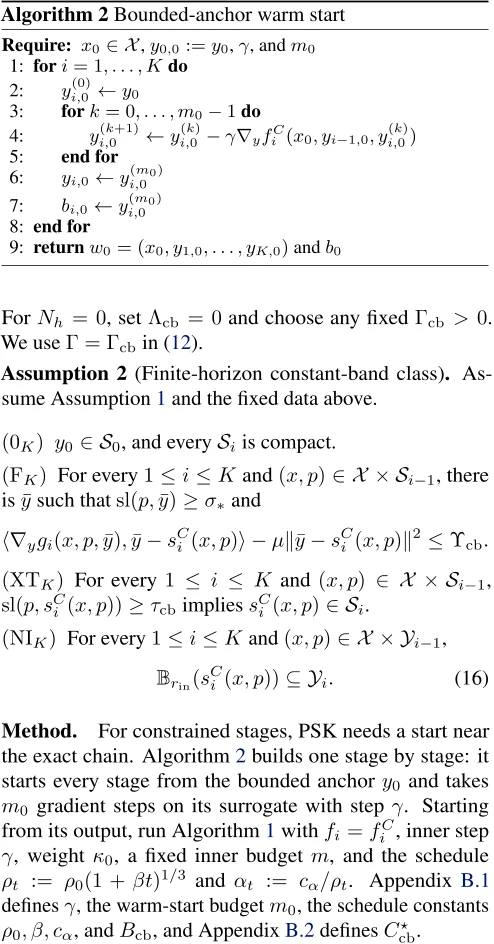 Algorithm 2 Bounded-anchor warm start
Require: x_0 ∈ 𝒳, y_{0,0} := y_0, γ, and m_0
1: for i = 1, . . . , K do
2: y_{i,0}^{(0)} ← y_0
3: for k = 0, . . . , m_0 − 1 do
4: y_{i,0}^{(k+1)} ← y_{i,0}^{(k)} − γ∇_y f_i^C(x_0, y_{i−1,0}, y_{i,0}^{(k)})
5: end for
6: y_{i,0} ← y_{i,0}^{(m_0)}
7: b_{i,0} ← y_{i,0}^{(m_0)}
8: end for
9: return w_0 = (x_0, y_{1,0}, . . . , y_{K,0}) and b_0
For N_h = 0, set Λ_cb = 0 and choose any fixed Γ_cb > 0.
We use Γ = Γ_cb in (12).
Assumption 2 (Finite-horizon constant-band class). As-
sume Assumption 1 and the fixed data above.
(0_K) y_0 ∈ 𝒮_0, and every 𝒮_i is compact.
(F_K) For every 1 ≤ i ≤ K and (x, p) ∈ 𝒳 × 𝒮_{i−1}, there
is ȳ such that sl(p, ȳ) ≥ σ_* and
⟨∇_y g_i(x, p, ȳ), ȳ − s_i^C(x, p)⟩ − μ‖ȳ − s_i^C(x, p)‖² ≤ Υ_cb.
(XT_K) For every 1 ≤ i ≤ K and (x, p) ∈ 𝒳 × 𝒮_{i−1},
sl(p, s_i^C(x, p)) ≥ τ_cb implies s_i^C(x, p) ∈ 𝒮_i.
(NI_K) For every 1 ≤ i ≤ K and (x, p) ∈ 𝒳 × 𝒴_{i−1},
𝔹_{r_in}(s_i^C(x, p)) ⊆ 𝒴_i. (16)
Method. For constrained stages, PSK needs a start near
the exact chain. Algorithm 2 builds one stage by stage: it
starts every stage from the bounded anchor y_0 and takes
m_0 gradient steps on its surrogate with step γ. Starting
from its output, run Algorithm 1 with f_i = f_i^C, inner step
γ, weight κ_0, a fixed inner budget m, and the schedule
ρ_t := ρ_0(1 + βt)^{1/3} and α_t := c_α/ρ_t. Appendix B.1
defines γ, the warm-start budget m_0, the schedule constants
ρ_0, β, c_α, and B_cb, and Appendix B.2 defines C_cb^⋆.